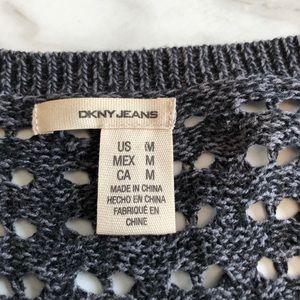 DKNY JEANS
US M
MEX M
CA M
MADE IN CHINA
HECHO EN CHINA
FABRIQUÉ EN
CHINE